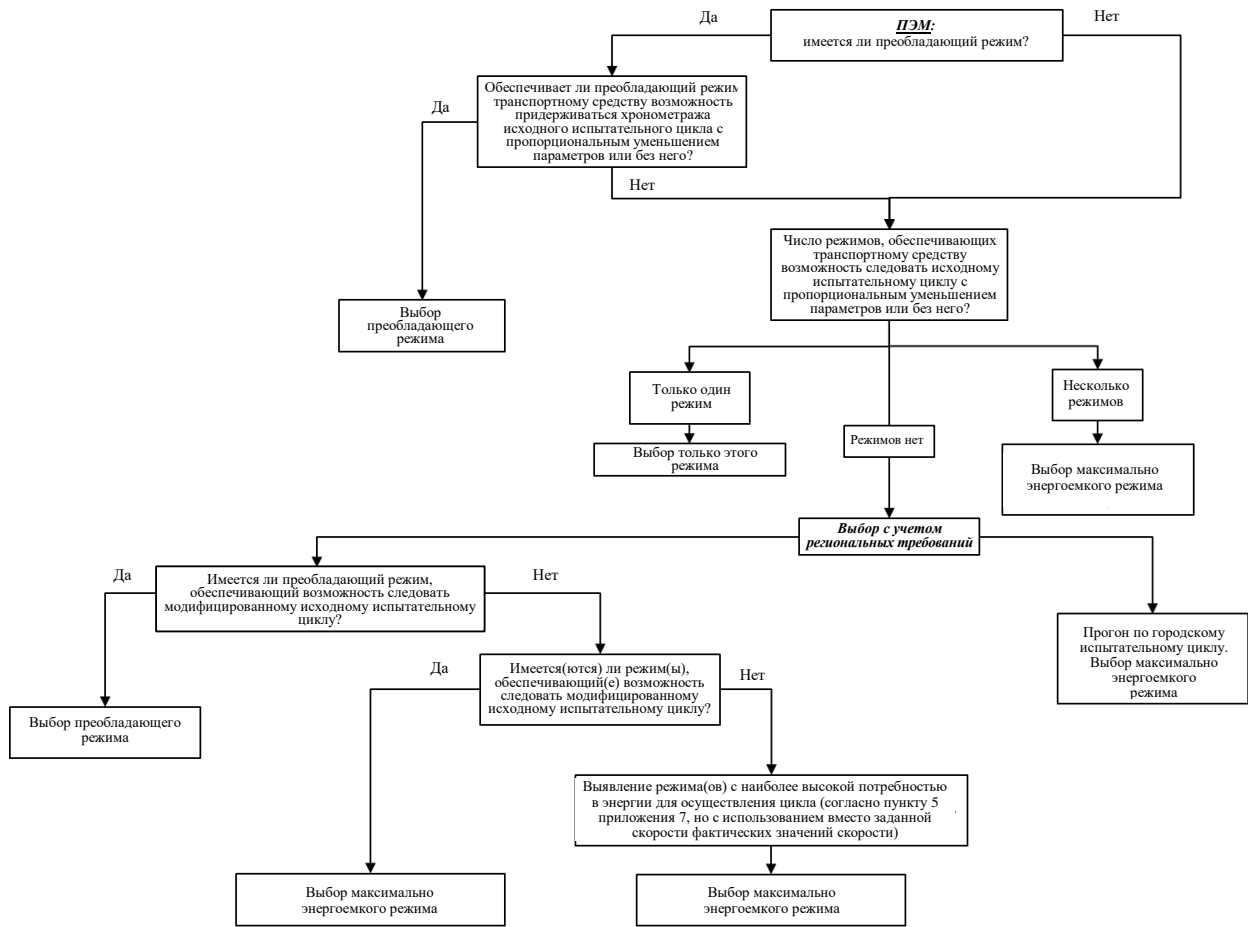 Да
ПЭМ:
имеется ли преобладающий режим?
Нет
Обеспечивает ли преобладающий режим
транспортному средству возможность
придерживаться хронометража
исходного испытательного цикла с
пропорциональным уменьшением
параметров или без него?
Да
Нет
Число режимов, обеспечивающих
транспортному средству
возможность следовать исходному
испытательному циклу с
пропорциональным уменьшением
параметров или без него?
Выбор
преобладающего
режима
Только один
режим
Режимов нет
Несколько
режимов
Выбор только этого
режима
Выбор максимально
энергоемкого режима
Выбор с учетом
региональных требований
Да
Имеется ли преобладающий режим,
обеспечивающий возможность следовать
модифицированному исходному испытательному
циклу?
Нет
Прогон по городскому
испытательному циклу.
Выбор максимально
энергоемкого
режима
Да
Имеется(ются) ли режим(ы),
обеспечивающий(е) возможность
следовать модифицированному
исходному испытательному циклу?
Нет
Выбор преобладающего
режима
Выявление режима(ов) с наиболее высокой потребностью
в энергии для осуществления цикла (согласно пункту 5
приложения 7, но с использованием вместо заданной
скорости фактических значений скорости)
Выбор максимально
энергоемкого режима
Выбор максимально
энергоемкого режима